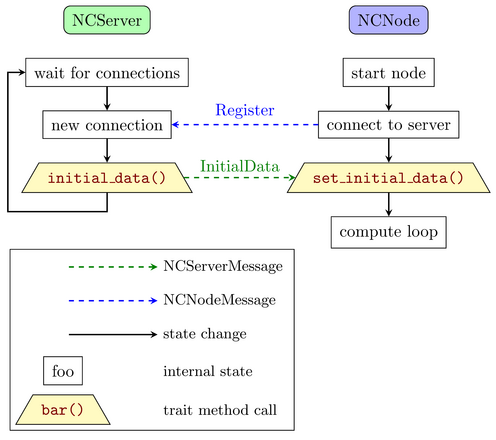 NCServer
NCNode
wait for connections
start node
new connection
Register
connect to server
initial_data()
InitialData
set_initial_data()
compute loop
NCServerMessage
NCNodeMessage
state change
foo
internal state
bar()
trait method call